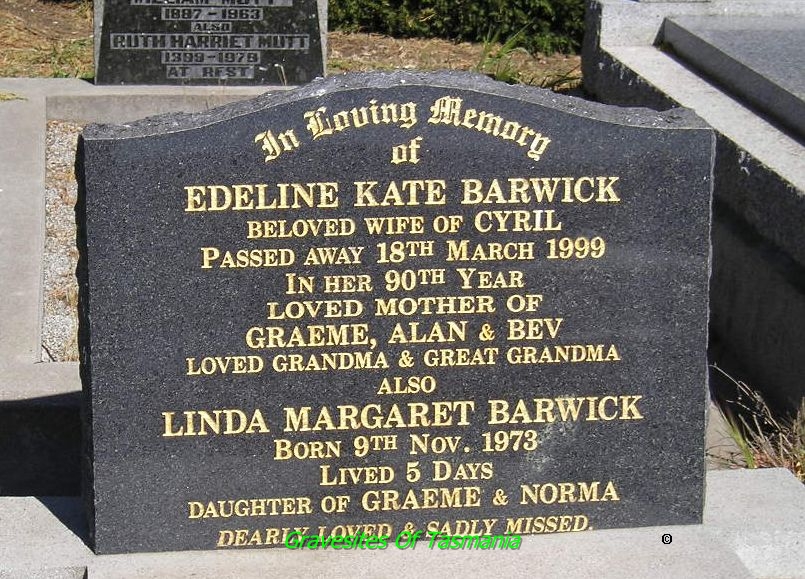 1887 - 1963
ALSO
RUTH HARRIET MUTT
1899 - 1979
AT REST
In Loving Memory
of
EDELINE KATE BARWICK
BELOVED WIFE OF CYRIL
PASSED AWAY 18TH MARCH 1999
IN HER 90TH YEAR
LOVED MOTHER OF
GRAEME, ALAN & BEV
LOVED GRANDMA & GREAT GRANDMA
ALSO
LINDA MARGARET BARWICK
BORN 9TH NOV. 1973
LIVED 5 DAYS
DAUGHTER OF GRAEME & NORMA
DEARLY LOVED & SADLY MISSED.
Gravesites Of Tasmania
©